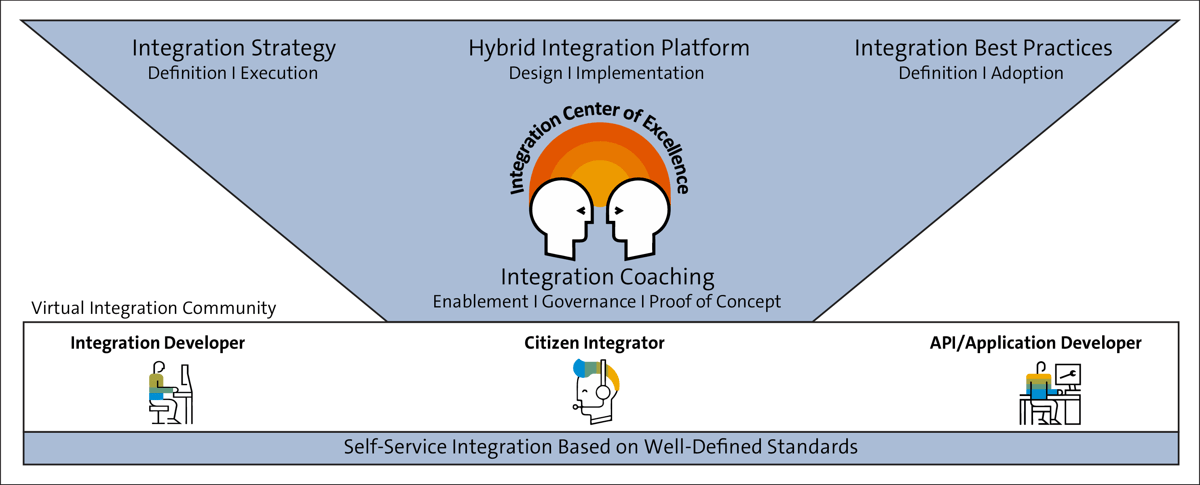 Integration Strategy
Definition I Execution
Hybrid Integration Platform
Design I Implementation
Integration Best Practices
Definition I Adoption
Integration Center of Excellence
Integration Coaching
Enablement I Governance I Proof of Concept
Virtual Integration Community
Integration Developer
Citizen Integrator
API/Application Developer
Self-Service Integration Based on Well-Defined Standards